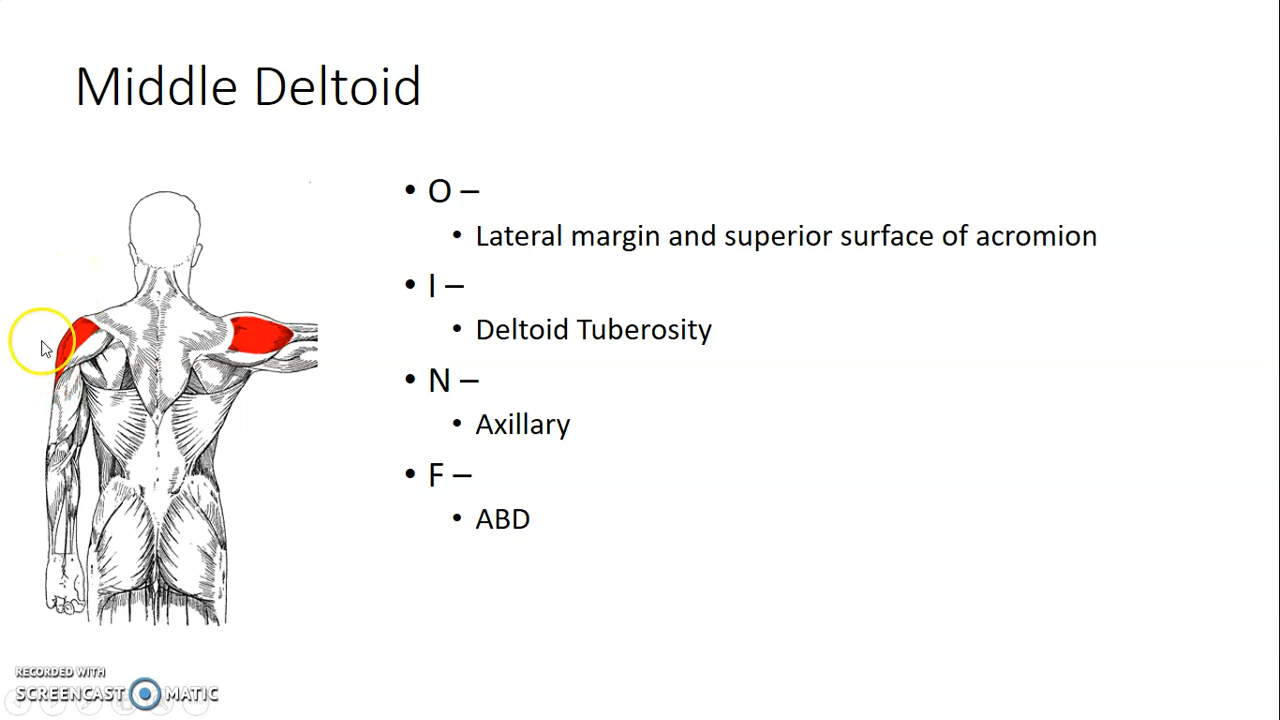 Middle Deltoid
• O –
• Lateral margin and superior surface of acromion
• I –
• Deltoid Tuberosity
• N –
• Axillary
• F –
• ABD
RECORDED WITH
SCREENCAST MATIC